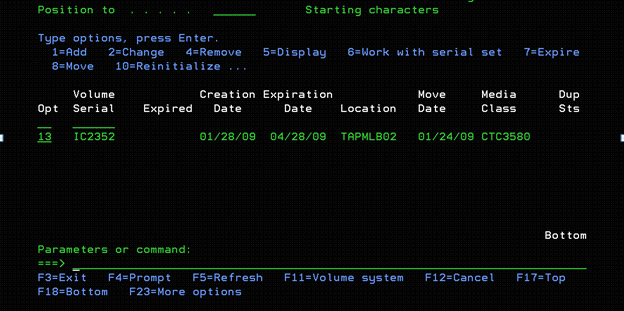 Position to . . . . . ______ Starting characters
Type options, press Enter.
1=Add 2=Change 4=Remove 5=Display 6=Work with serial set 7=Expire
8=Move 10=Reinitialize ...
Volume Creation Expiration Move Media Dup
Opt Serial Expired Date Date Location Date Class Sts
__ ______
13 IC2352 01/28/09 04/28/09 TAPMLB02 01/24/09 CTC3580
Bottom
Parameters or command:
===>
F3=Exit F4=Prompt F5=Refresh F11=Volume system F12=Cancel F17=Top
F18=Bottom F23=More options